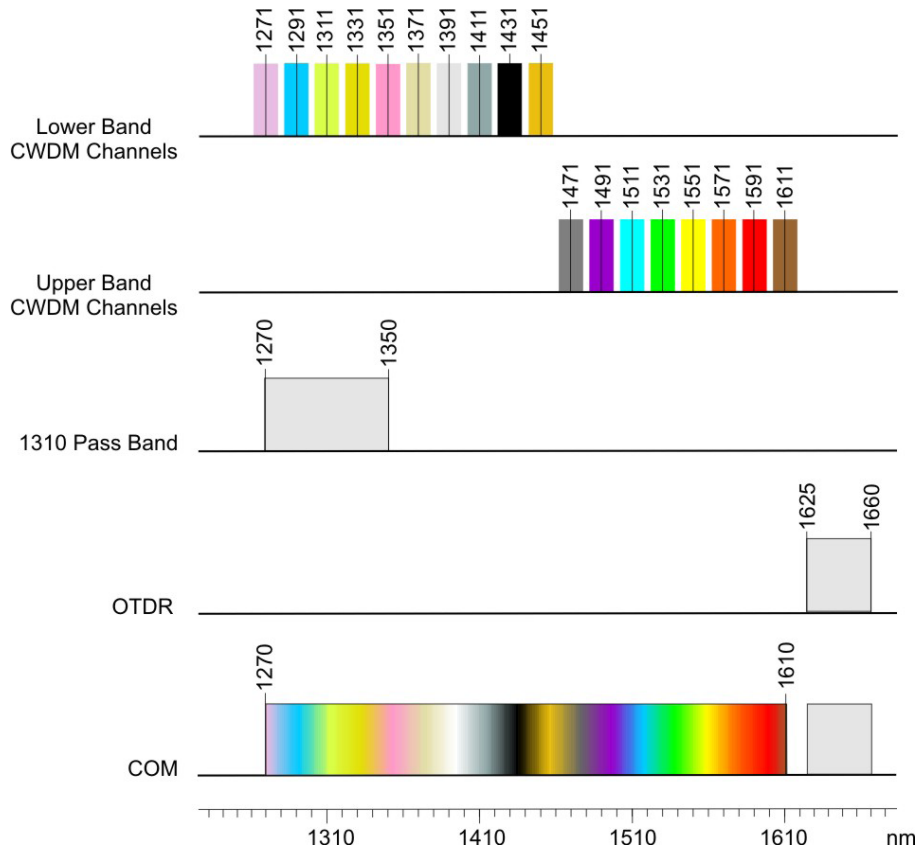 1271 1291 1311 1331 1351 1371 1391 1411 1431 1451
Lower Band
CWDM Channels
1471 1491 1511 1531 1551 1571 1591 1611
Upper Band
CWDM Channels
1270 1350
1310 Pass Band
1625 1660
OTDR
1270 1610
COM
1310 1410 1510 1610 nm